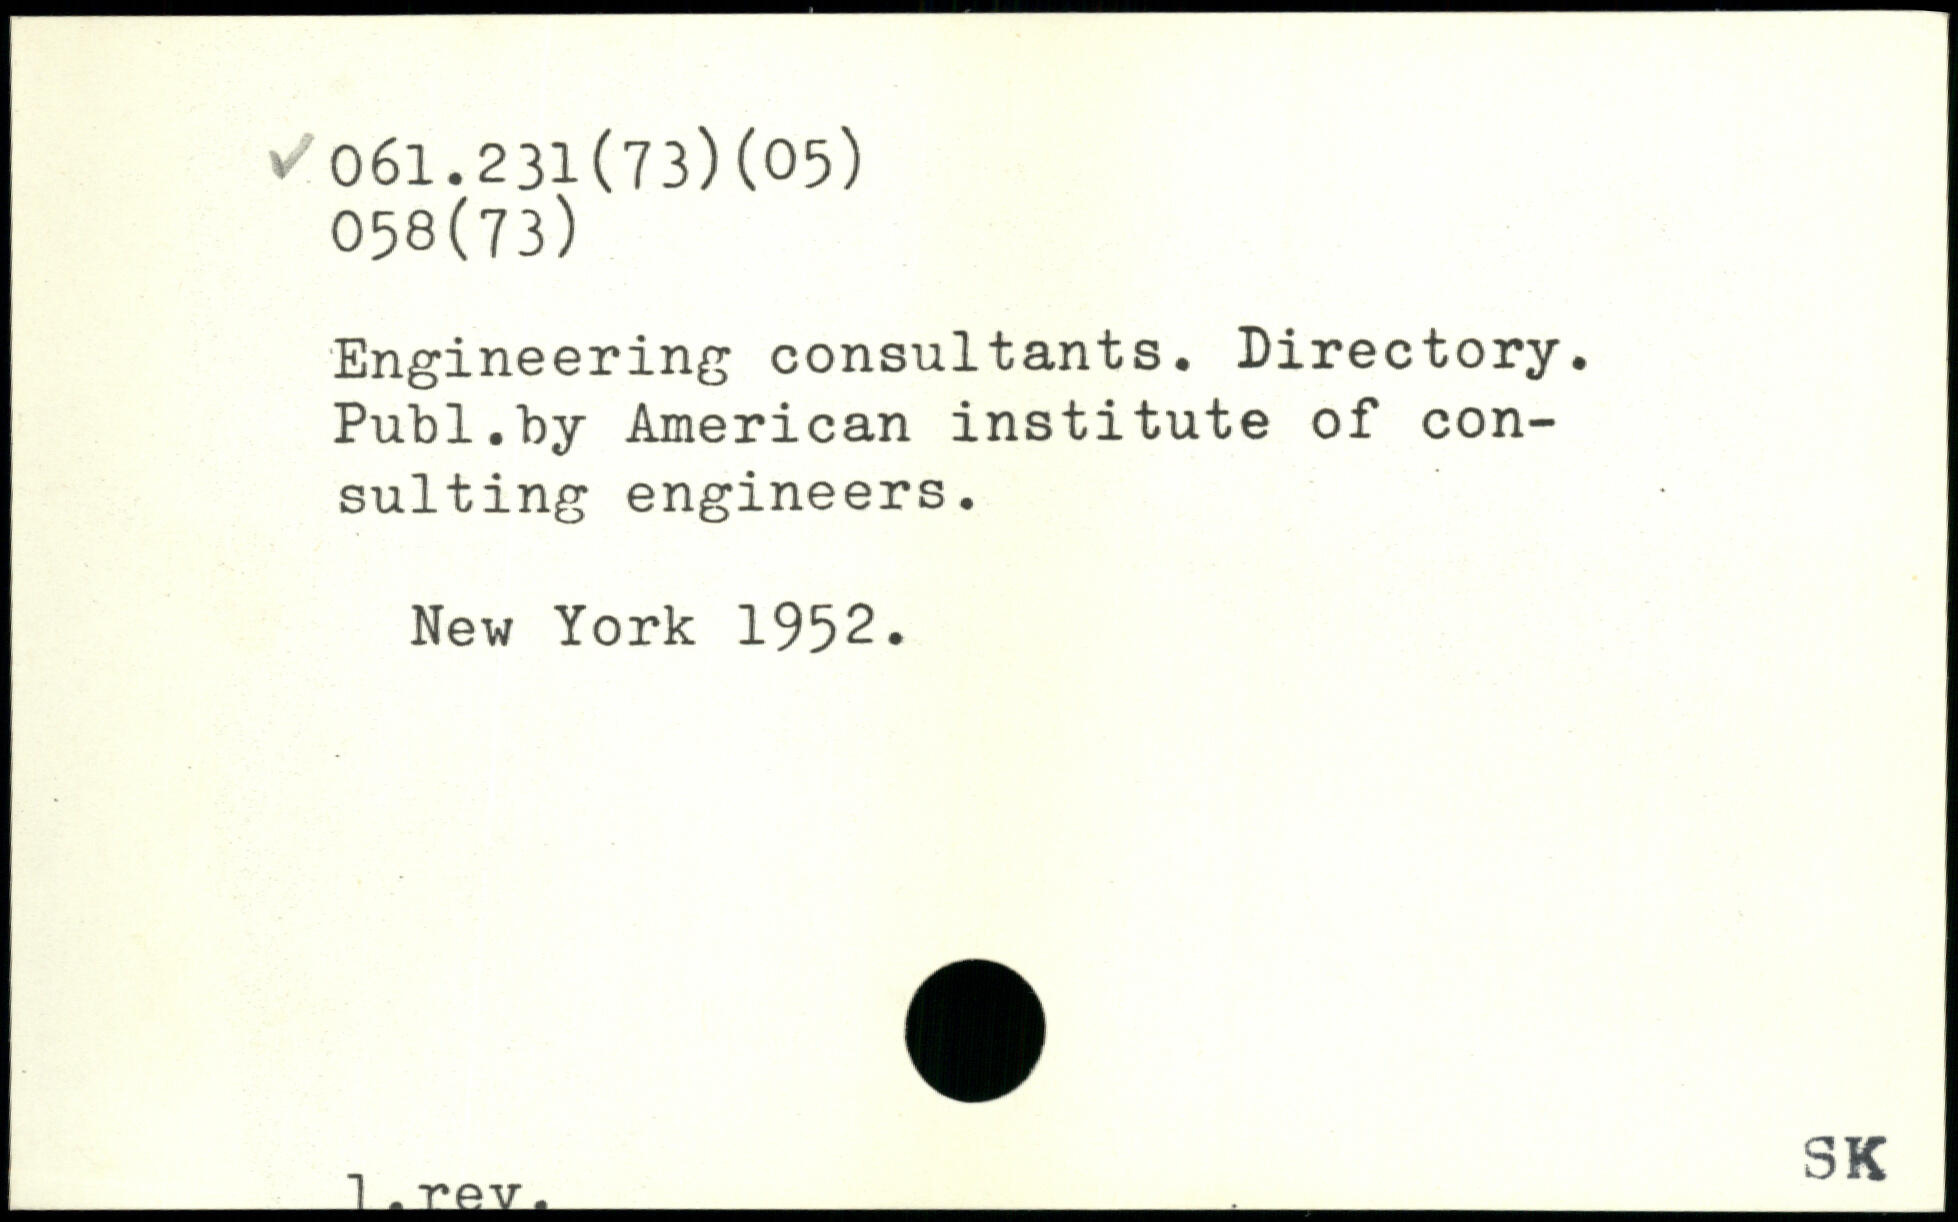 ✓ 061.231(73)(05)
058(73)
Engineering consultants. Directory.
Publ.by American institute of con-
sulting engineers.
New York 1952.
SK
1.rev.